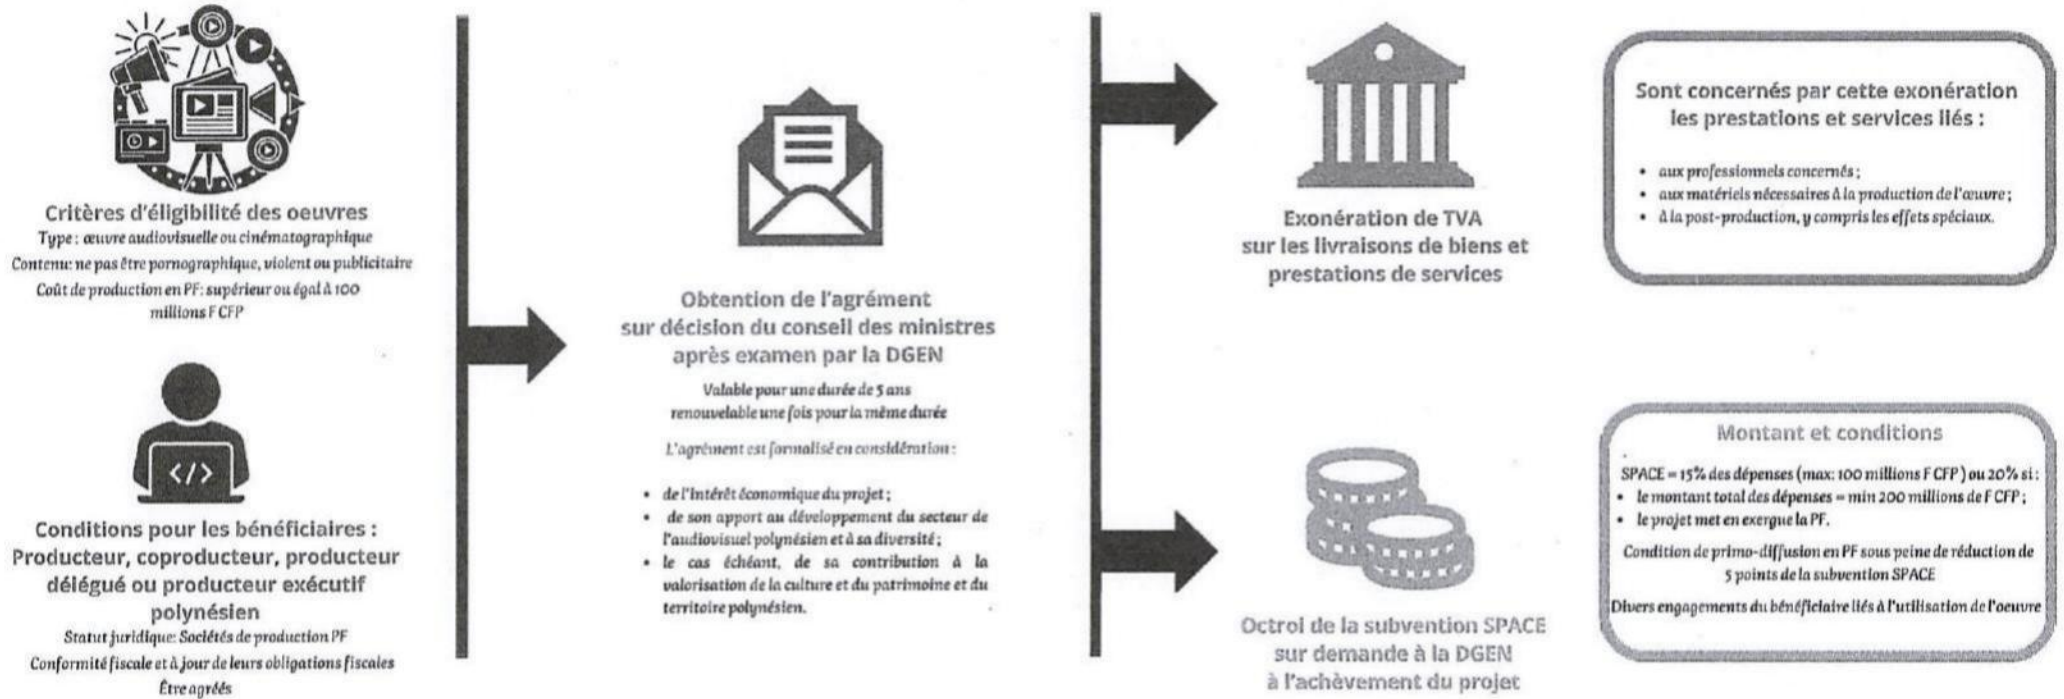 Critères d'éligibilité des oeuvres
Type : œuvre audiovisuelle ou cinématographique
Contenu: ne pas être pornographique, violent ou publicitaire
Coût de production en PF: supérieur ou égal à 100
millions F CFP
</>
Conditions pour les bénéficiaires :
Producteur, coproducteur, producteur
délégué ou producteur exécutif
polynésien
Statut juridique: Sociétés de production PF
Conformité fiscale et à jour de leurs obligations fiscales
Être agréés
Obtention de l'agrément
sur décision du conseil des ministres
après examen par la DGEN
Valable pour une durée de 5 ans
renouvelable une fois pour la même durée
L'agrément est formalisé en considération :
• de l'intérêt économique du projet ;
• de son apport au développement du secteur de
l'audiovisuel polynésien et à sa diversité ;
• le cas échéant, de sa contribution à la
valorisation de la culture et du patrimoine et du
territoire polynésien.
Exonération de TVA
sur les livraisons de biens et
prestations de services
Sont concernés par cette exonération
les prestations et services liés :
• aux professionnels concernés ;
• aux matériels nécessaires à la production de l'œuvre ;
• à la post-production, y compris les effets spéciaux.
Octroi de la subvention SPACE
sur demande à la DGEN
à l'achèvement du projet
Montant et conditions
SPACE = 15% des dépenses (max: 100 millions F CFP) ou 20% si :
• le montant total des dépenses = min 200 millions de F CFP ;
• le projet met en exergue la PF.
Condition de primo-diffusion en PF sous peine de réduction de
5 points de la subvention SPACE
Divers engagements du bénéficiaire liés à l'utilisation de l'oeuvre